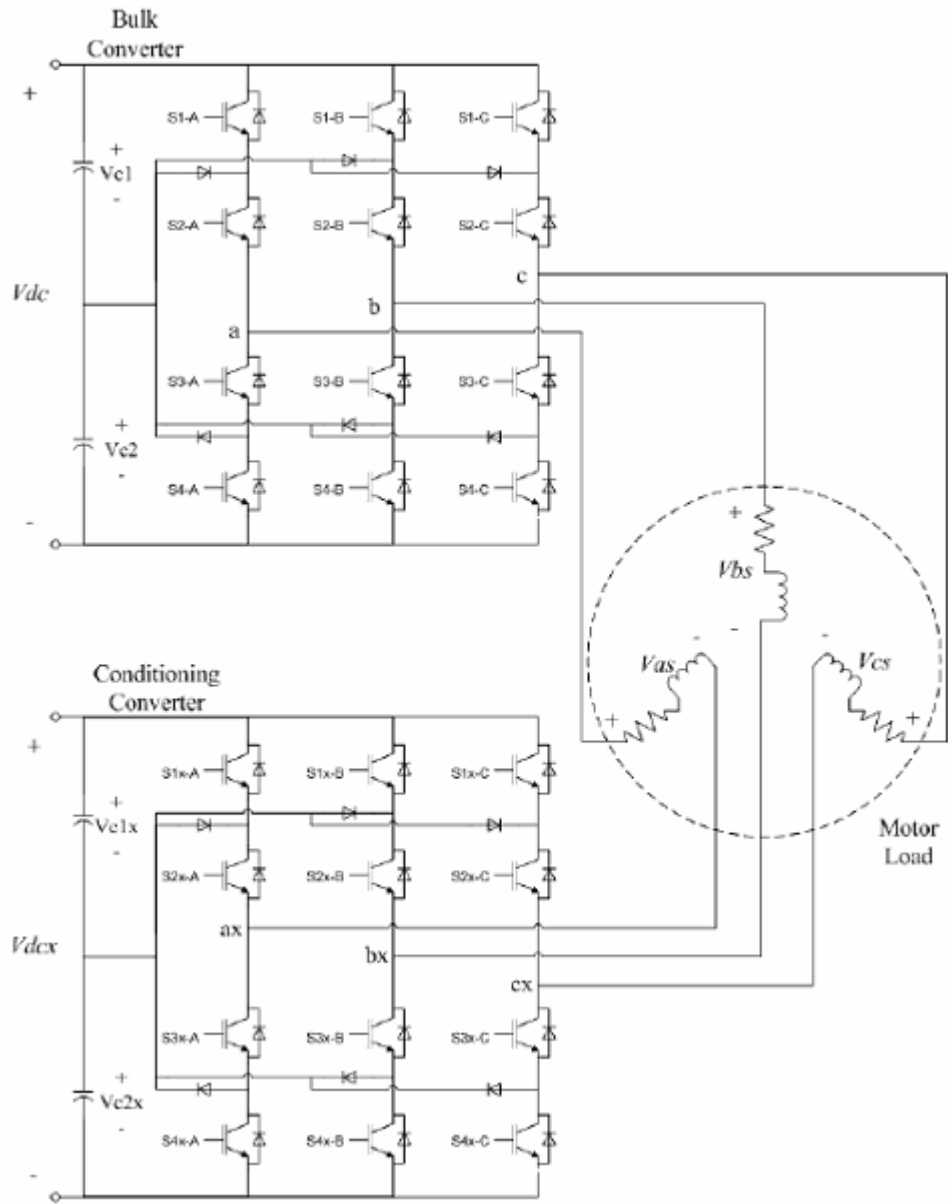 Bulk
Converter
+
S1-A
S1-B
S1-C
+
Vc1
-
S2-A
S2-B
S2-C
c
Vdc
b
a
S3-A
S3-B
S3-C
+
Vc2
-
S4-A
S4-B
S4-C
-
+
Vbs
-
-
-
Vas
Vcs
+
+
Conditioning
Converter
+
S1x-A
S1x-B
S1x-C
+
Vc1x
-
Motor
Load
S2x-A
S2x-B
S2x-C
ax
Vdcx
bx
cx
S3x-A
S3x-B
S3x-C
+
Vc2x
-
S4x-A
S4x-B
S4x-C
-